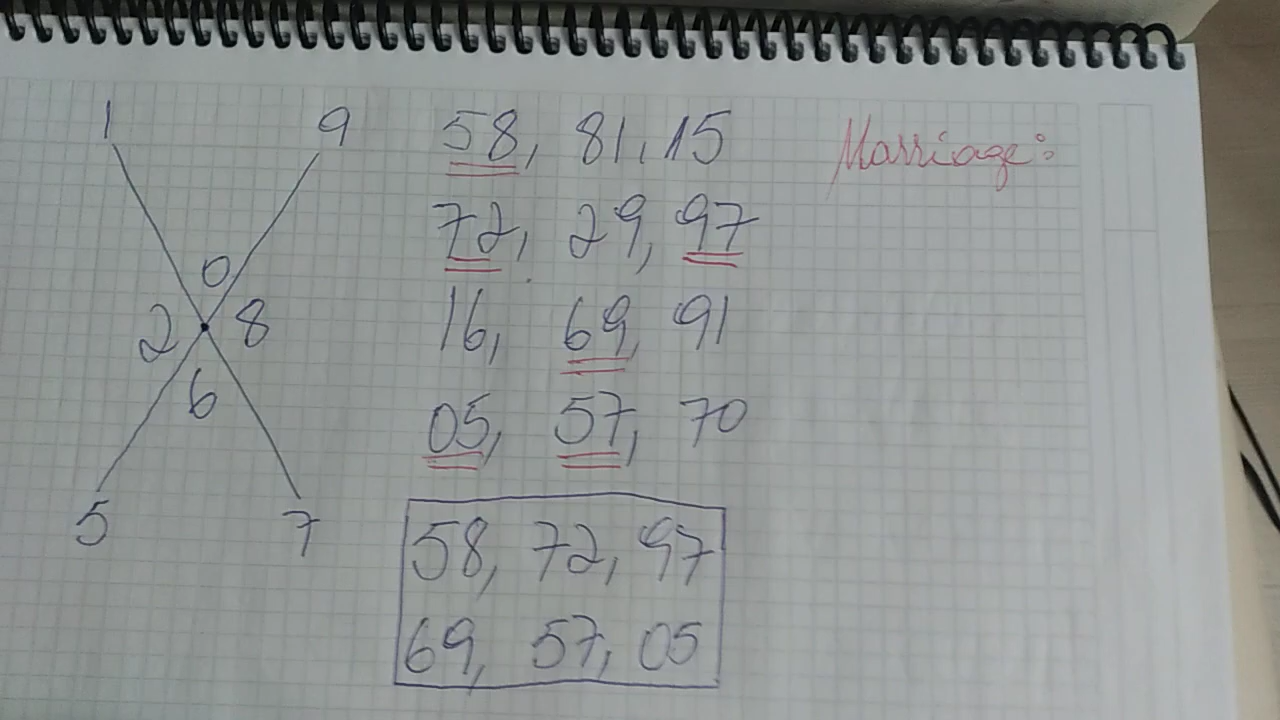 1 9
0
2 8
6
5 7
58, 81, 15
72, 29, 97
16, 69, 91
05, 57, 70
58, 72, 97
69, 57, 05
Marriage: